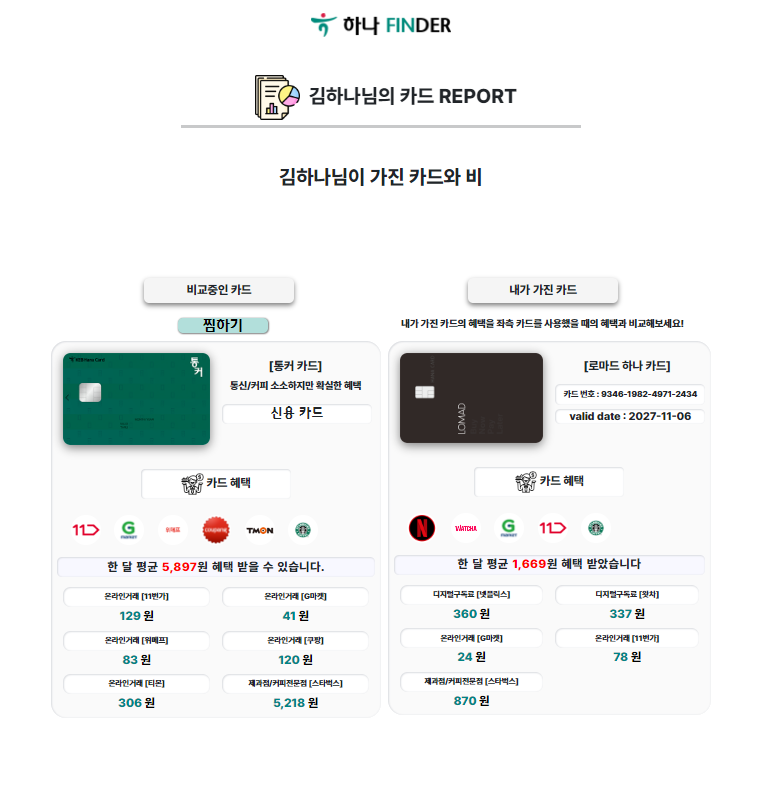 하나 FINDER
김하나님의 카드 REPORT
김하나님이 가진 카드와 비
비교중인 카드
찜하기
KEB Hana Card
통커
[통커 카드]
통신/커피 소소하지만 확실한 혜택
신용 카드
카드 혜택
11
G
위메프
coupang
TMON
한 달 평균 5,897원 혜택 받을 수 있습니다.
온라인거래 [11번가]
온라인거래 [G마켓]
129 원
41 원
온라인거래 [위메프]
온라인거래 [쿠팡]
83 원
120 원
온라인거래 [티몬]
제과점/커피전문점 [스타벅스]
306 원
5,218 원
내가 가진 카드
내가 가진 카드의 혜택을 좌측 카드를 사용했을 때의 혜택과 비교해보세요!
LOMAD
[로마드 하나 카드]
카드 번호 : 9346-1982-4971-2434
valid date : 2027-11-06
카드 혜택
N
WATCHA
G
11
한 달 평균 1,669원 혜택 받았습니다
디지털구독료 [넷플릭스]
디지털구독료 [왓챠]
360 원
337 원
온라인거래 [G마켓]
온라인거래 [11번가]
24 원
78 원
제과점/커피전문점 [스타벅스]
870 원